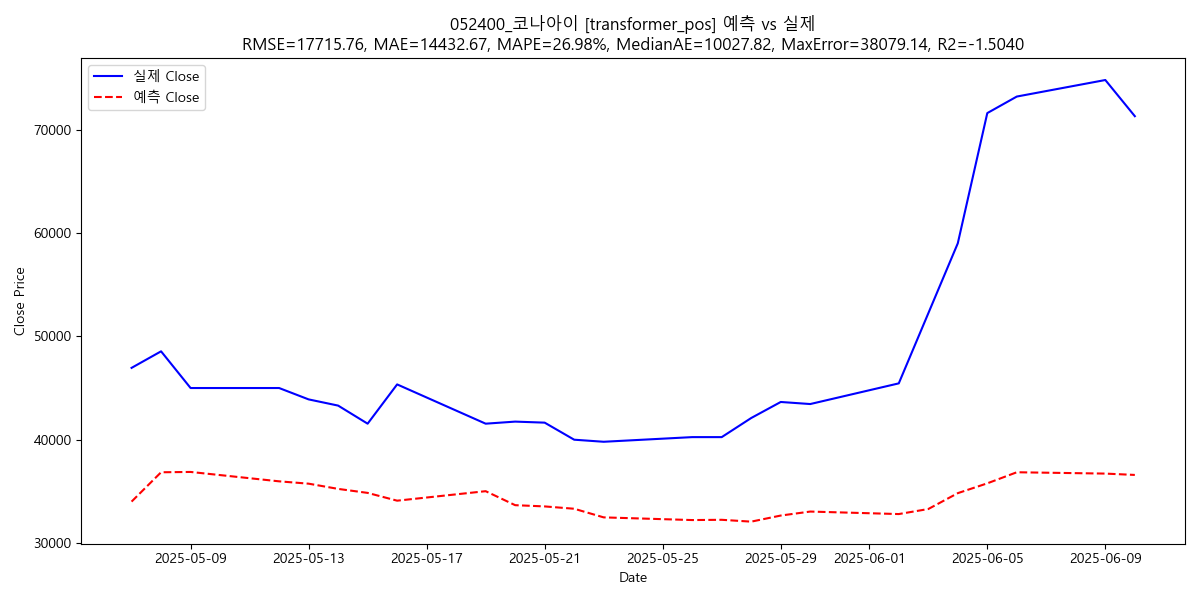 052400_코나아이 [transformer_pos] 예측 vs 실제
RMSE=17715.76, MAE=14432.67, MAPE=26.98%, MedianAE=10027.82, MaxError=38079.14, R2=-1.5040
실제 Close
예측 Close
70000
60000
50000
40000
30000
Close Price
2025-05-09 2025-05-13 2025-05-17 2025-05-21 2025-05-25 2025-05-29 2025-06-01 2025-06-05 2025-06-09
Date